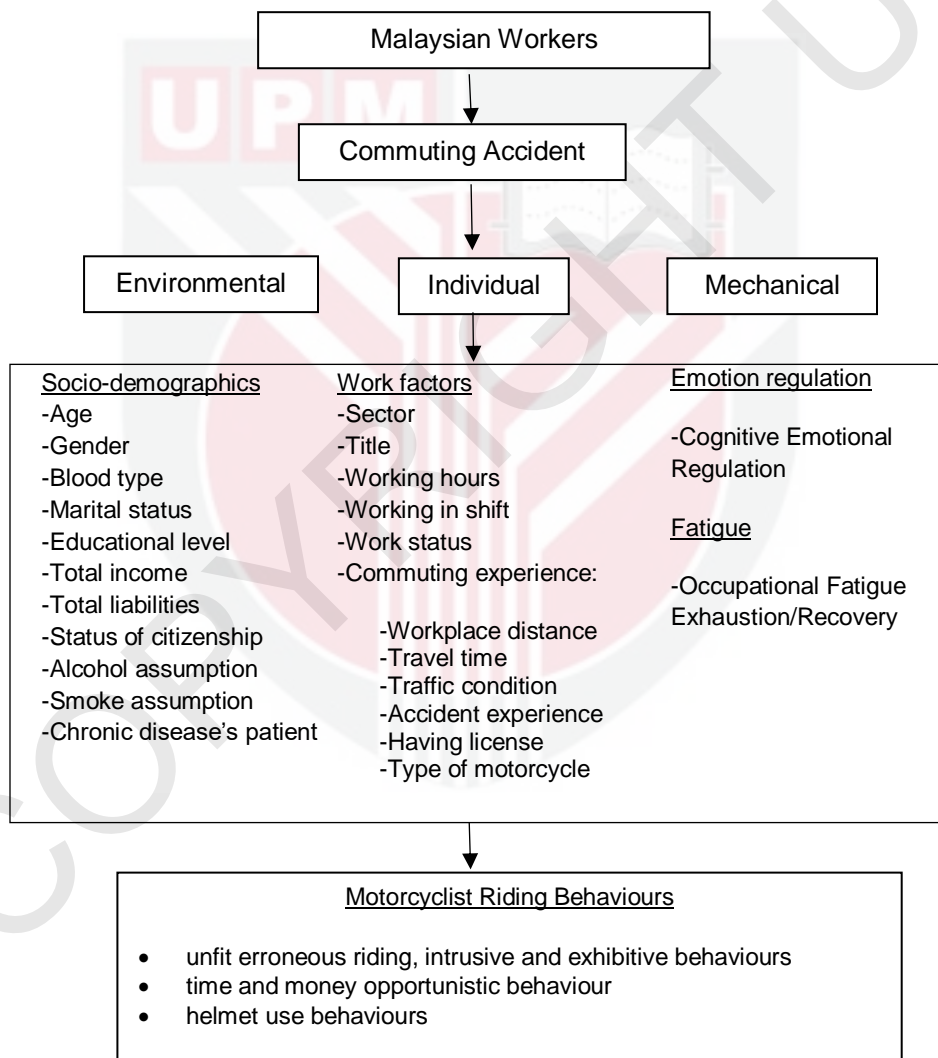 Malaysian Workers
UPM
Commuting Accident
Environmental
Individual
Mechanical
Socio-demographics
-Age
-Gender
-Blood type
-Marital status
-Educational level
-Total income
-Total liabilities
-Status of citizenship
-Alcohol assumption
-Smoke assumption
-Chronic disease's patient
Work factors
-Sector
-Title
-Working hours
-Working in shift
-Work status
-Commuting experience:
-Workplace distance
-Travel time
-Traffic condition
-Accident experience
-Having license
-Type of motorcycle
Emotion regulation
-Cognitive Emotional
Regulation
Fatigue
-Occupational Fatigue
Exhaustion/Recovery
Motorcyclist Riding Behaviours
• unfit erroneous riding, intrusive and exhibitive behaviours
• time and money opportunistic behaviour
• helmet use behaviours
COPYRIGHT U